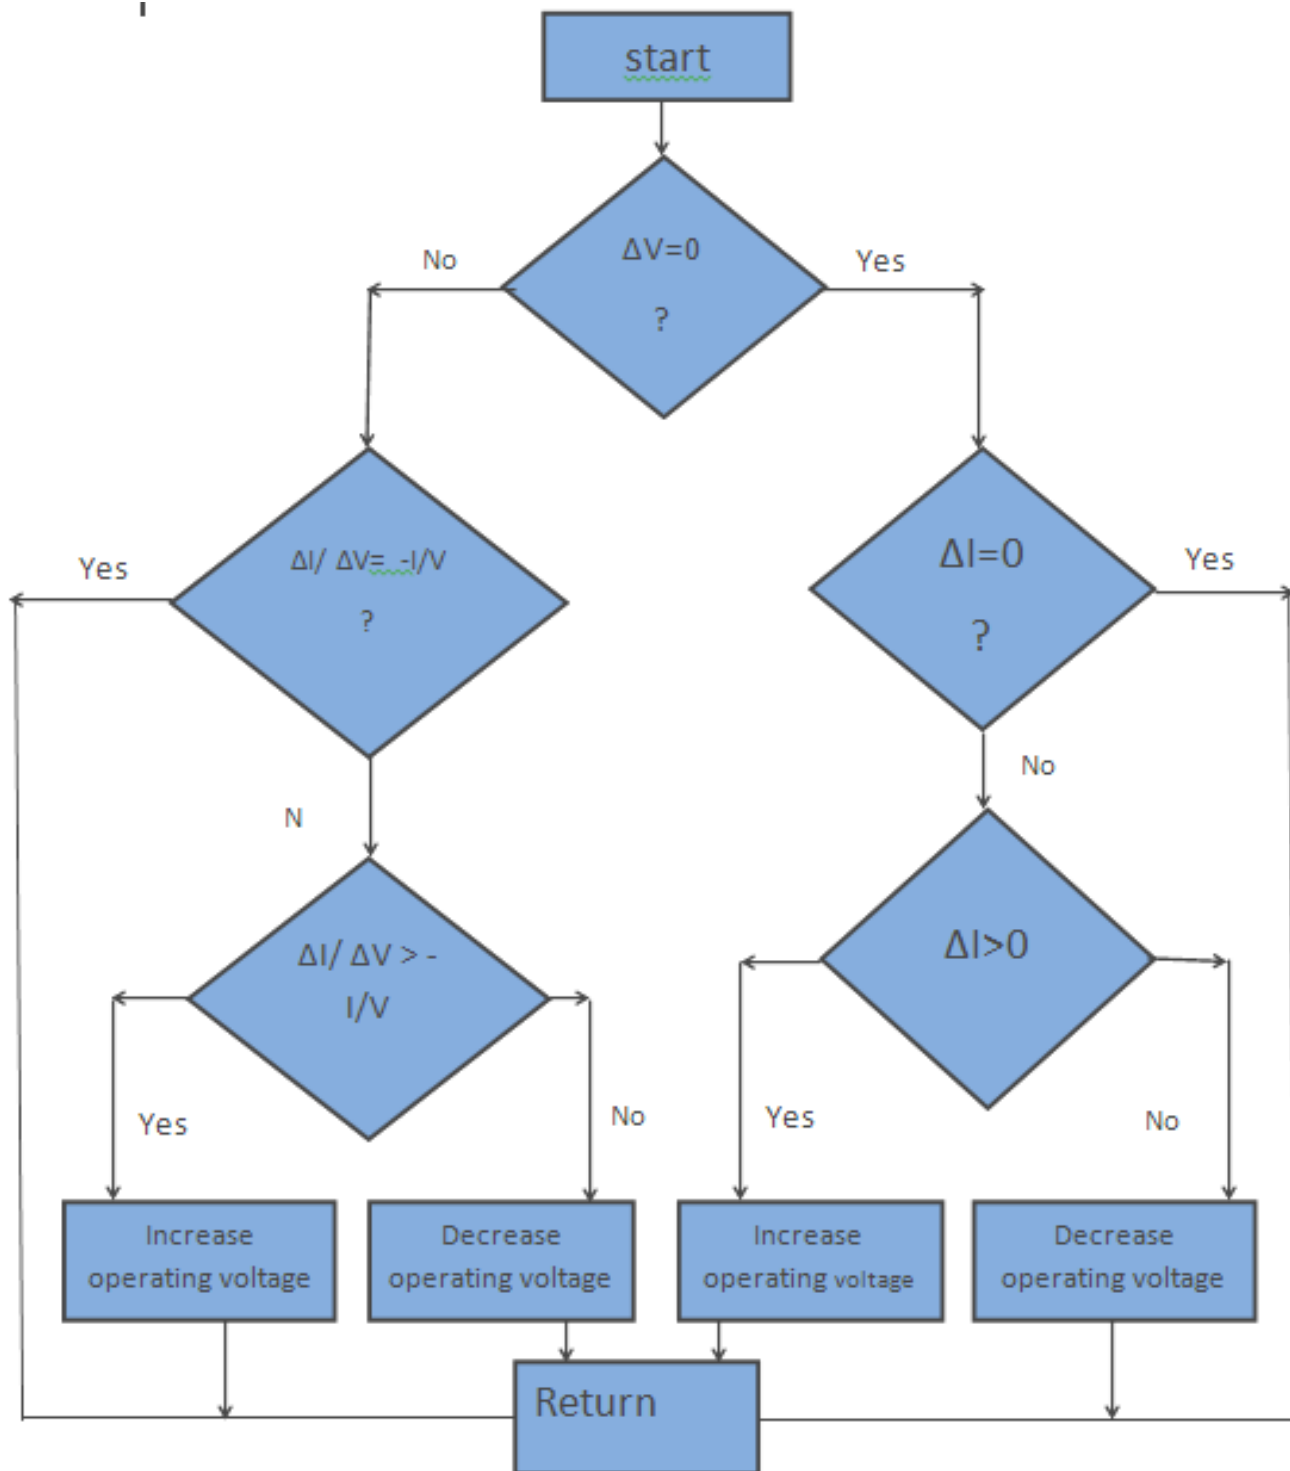 start
ΔV=0
?
No
Yes
ΔI/ ΔV= -I/V
?
Yes
ΔI=0
?
Yes
N
No
ΔI/ ΔV > -
I/V
ΔI>0
Yes
No
Yes
No
Increase
operating voltage
Decrease
operating voltage
Increase
operating voltage
Decrease
operating voltage
Return